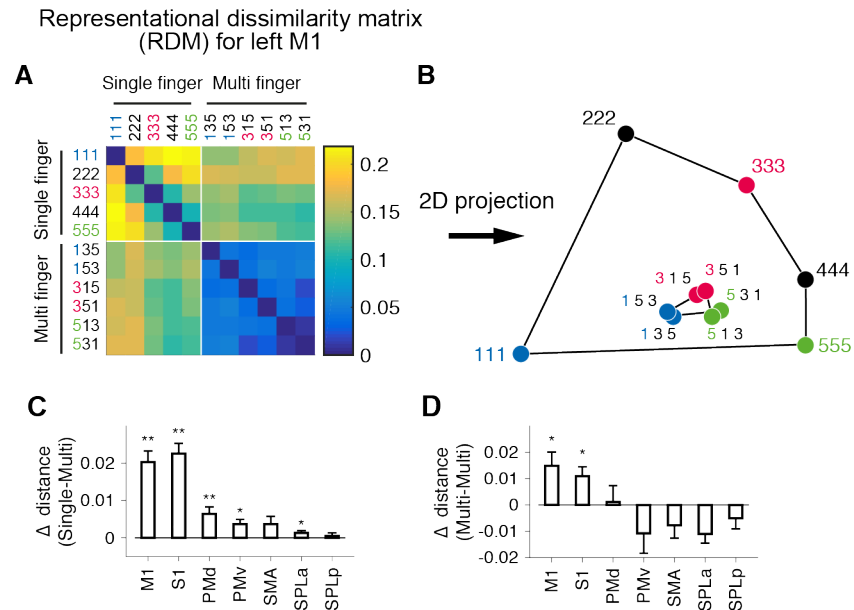 Representational dissimilarity matrix
(RDM) for left M1
A
Single finger Multi finger
111 222 333 444 555 135 153 315 351 513 531
Single finger
111
222
333
444
555
Multi finger
135
153
315
351
513
531
0.2
0.15
0.1
0.05
0
B
2D projection
222
333
444
555
111
3 1 5
3 5 1
1 5 3
5 3 1
1 3 5
5 1 3
C
Δ distance
(Single-Multi)
0.02
0.01
0
** ** ** * *
M1 S1 PMd PMv SMA SPLa SPLp
D
Δ distance
(Multi-Multi)
0.02
0.01
0
-0.01
-0.02
* *
M1 S1 PMd PMv SMA SPLa SPLp